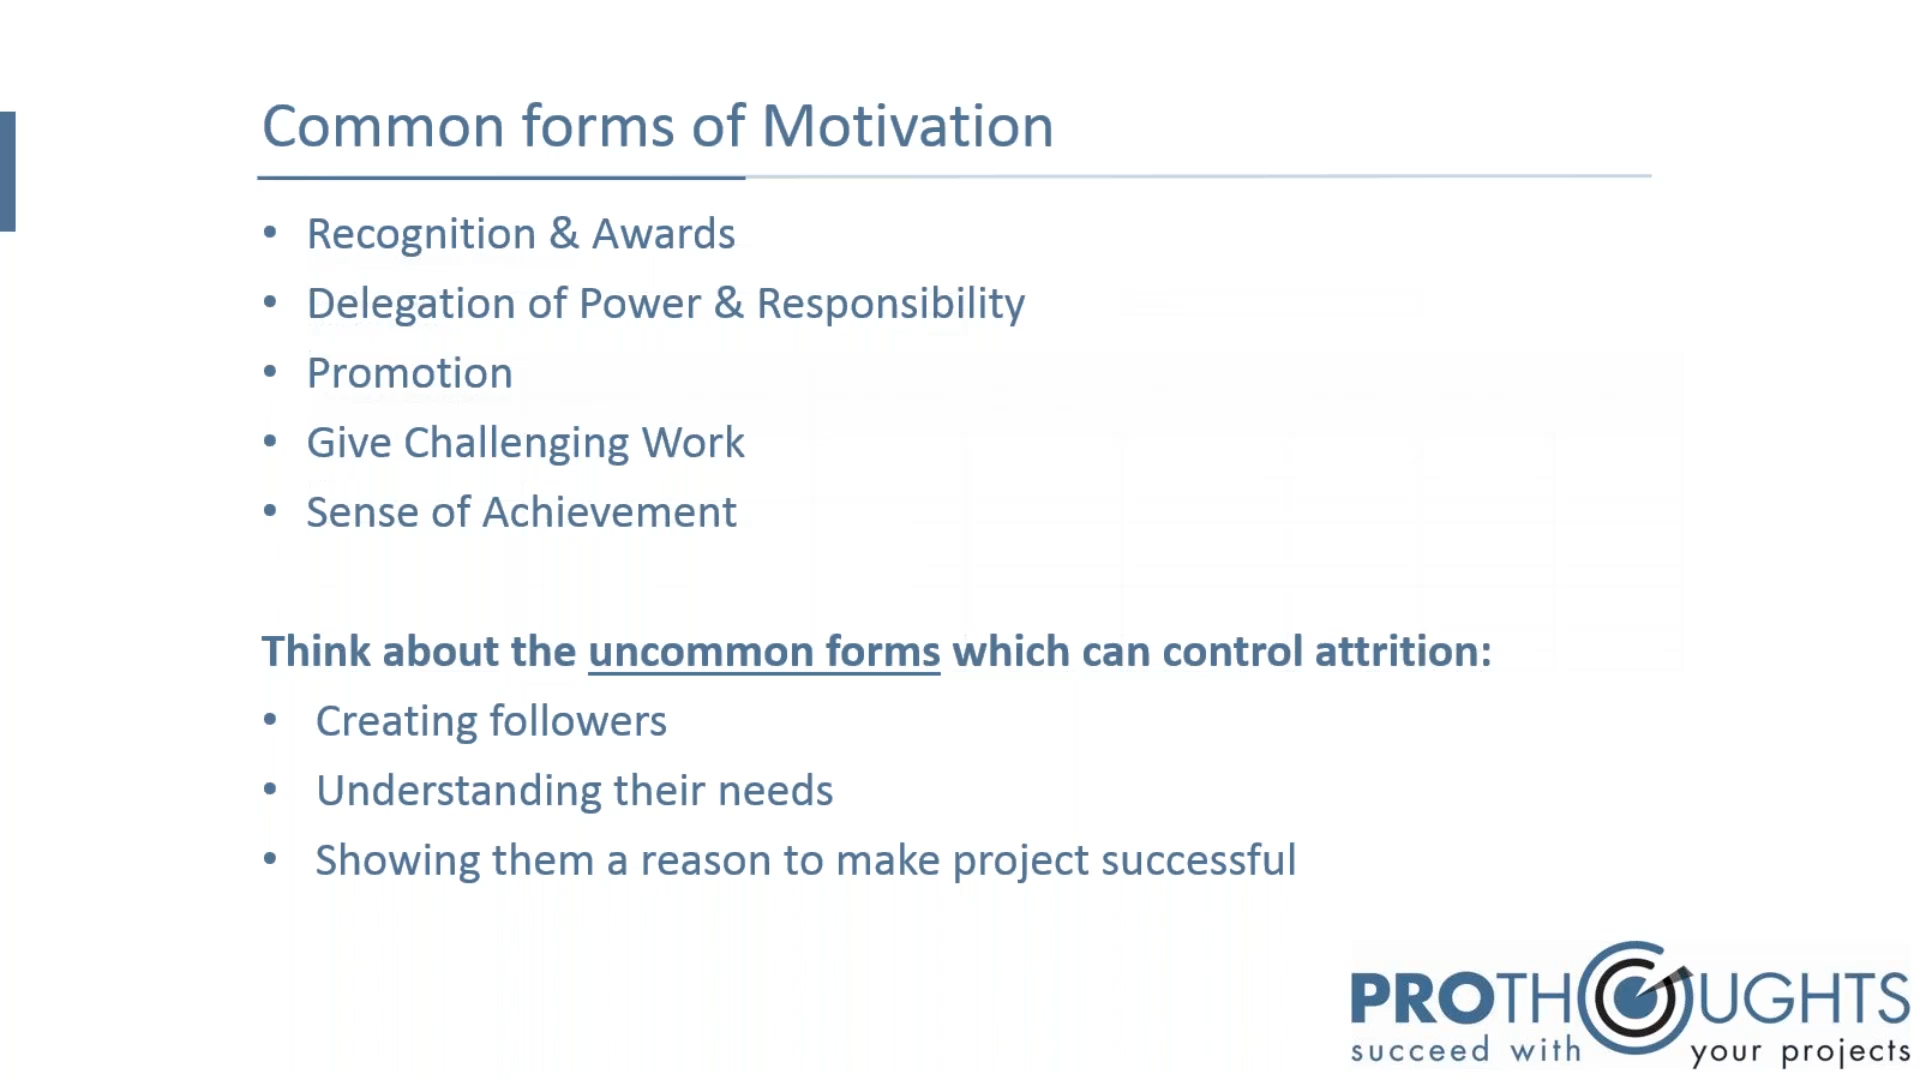 Common forms of Motivation
• Recognition & Awards
• Delegation of Power & Responsibility
• Promotion
• Give Challenging Work
• Sense of Achievement
Think about the uncommon forms which can control attrition:
• Creating followers
• Understanding their needs
• Showing them a reason to make project successful
PROTHOUGHTS
succeed with your projects